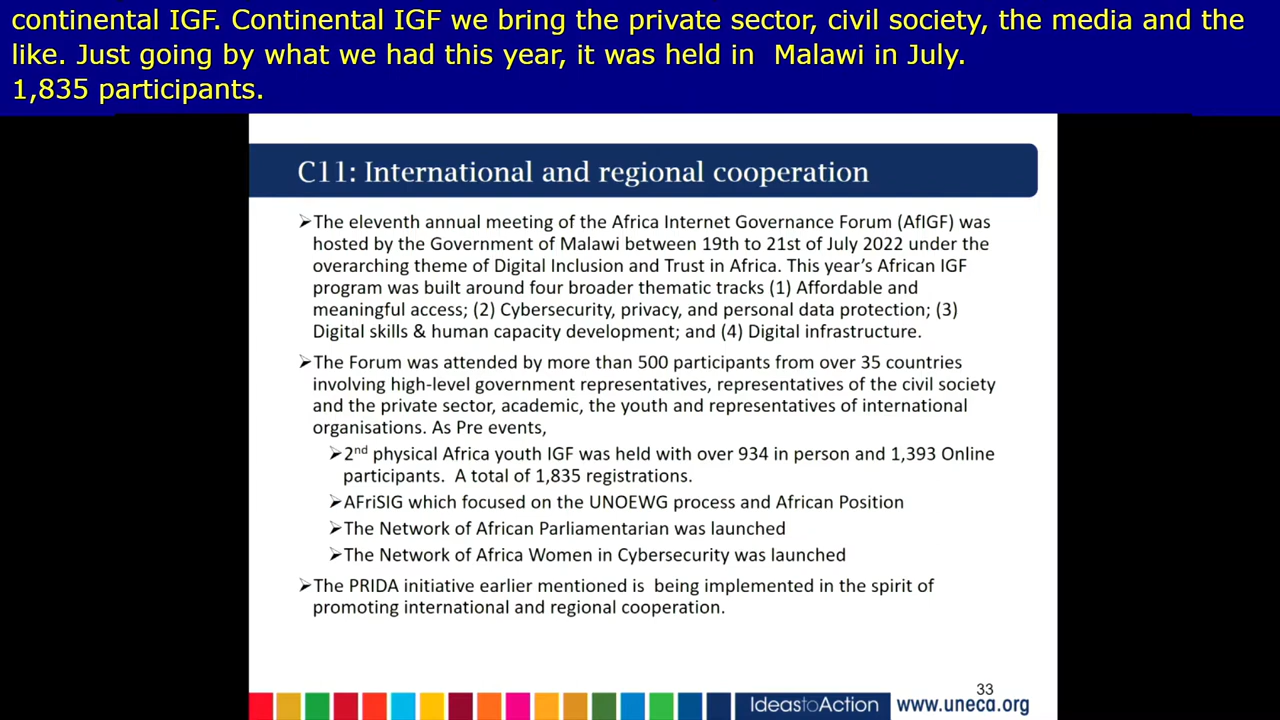 continental IGF. Continental IGF we bring the private sector, civil society, the media and the
like. Just going by what we had this year, it was held in  Malawi in July.
1,835 participants.
C11: International and regional cooperation
➢The eleventh annual meeting of the Africa Internet Governance Forum (AfIGF) was
hosted by the Government of Malawi between 19th to 21st of July 2022 under the
overarching theme of Digital Inclusion and Trust in Africa. This year’s African IGF
program was built around four broader thematic tracks (1) Affordable and
meaningful access; (2) Cybersecurity, privacy, and personal data protection; (3)
Digital skills & human capacity development; and (4) Digital infrastructure.
➢The Forum was attended by more than 500 participants from over 35 countries
involving high-level government representatives, representatives of the civil society
and the private sector, academic, the youth and representatives of international
organisations. As Pre events,
➢2nd physical Africa youth IGF was held with over 934 in person and 1,393 Online
participants.  A total of 1,835 registrations.
➢AFriSIG which focused on the UNOEWG process and African Position
➢The Network of African Parliamentarian was launched
➢The Network of Africa Women in Cybersecurity was launched
➢The PRIDA initiative earlier mentioned is  being implemented in the spirit of
promoting international and regional cooperation.
33
IdeastoAction www.uneca.org